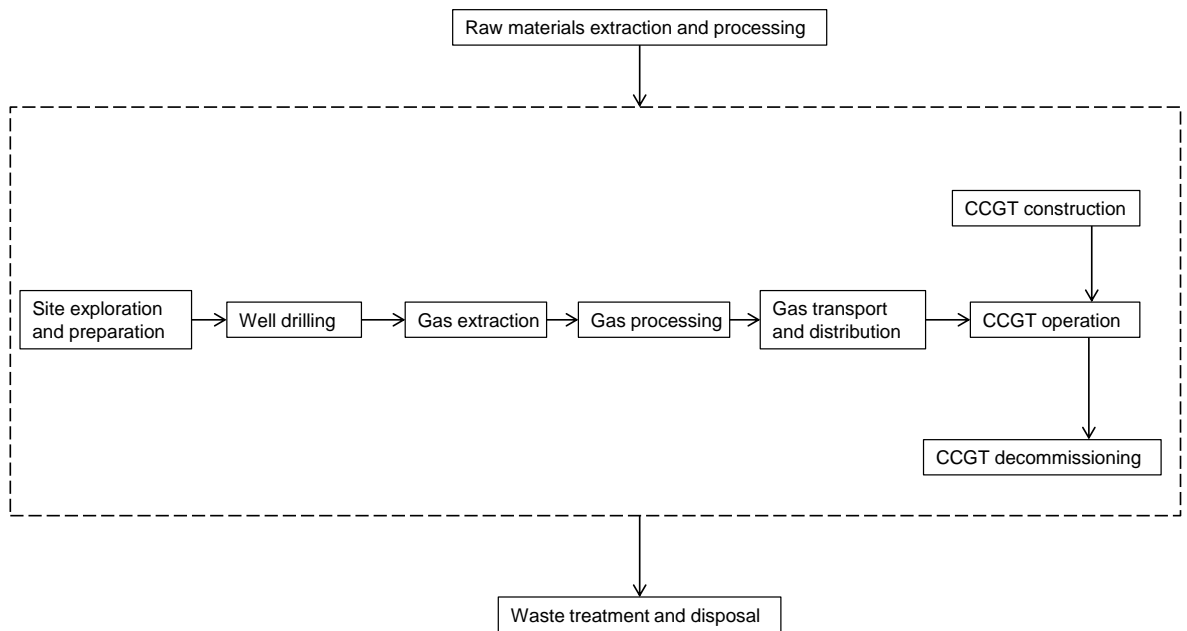 Raw materials extraction and processing
CCGT construction
Site exploration
and preparation
Well drilling
Gas extraction
Gas processing
Gas transport
and distribution
CCGT operation
CCGT decommissioning
Waste treatment and disposal